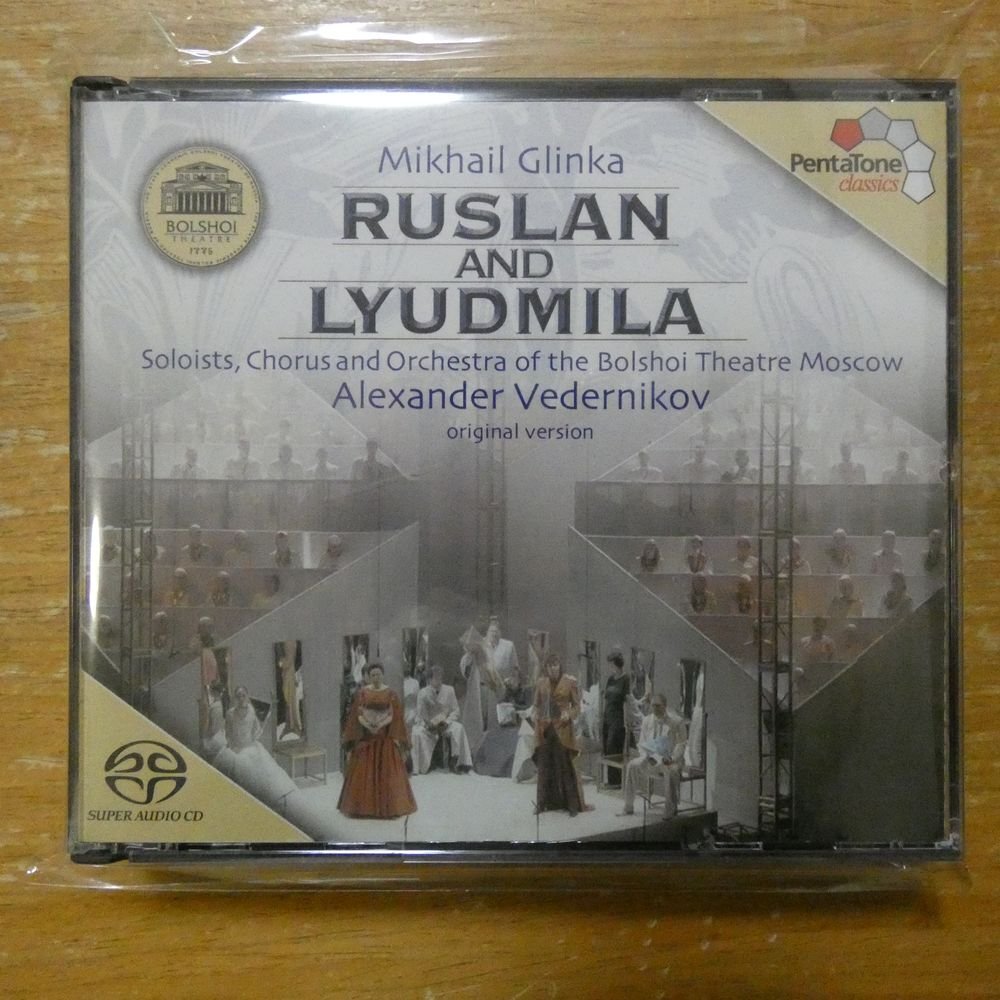 Mikhail Glinka
RUSLAN
AND
LYUDMILA
Soloists, Chorus and Orchestra of the Bolshoi Theatre Moscow
Alexander Vedernikov
original version
BOLSHOI
THEATRE
1776
PentaTone
classics
SUPER AUDIO CD